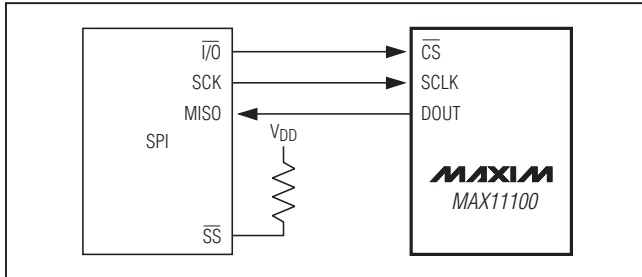 I/O
SCK
MISO
SPI
SS
VDD
CS
SCLK
DOUT
MAXIM
MAX11100